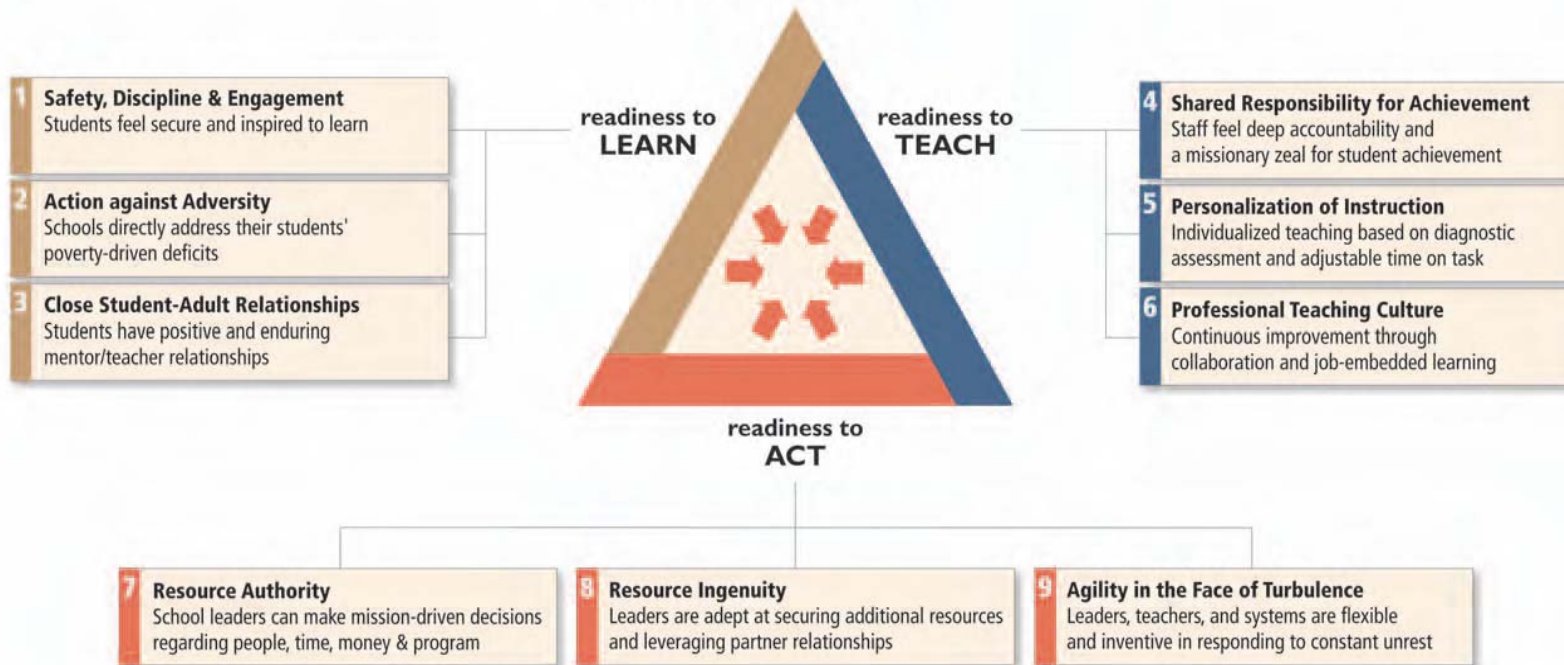 readiness to
LEARN
1
Safety, Discipline & Engagement
Students feel secure and inspired to learn
2
Action against Adversity
Schools directly address their students'
poverty-driven deficits
3
Close Student-Adult Relationships
Students have positive and enduring
mentor/teacher relationships
readiness to
TEACH
4
Shared Responsibility for Achievement
Staff feel deep accountability and
a missionary zeal for student achievement
5
Personalization of Instruction
Individualized teaching based on diagnostic
assessment and adjustable time on task
6
Professional Teaching Culture
Continuous improvement through
collaboration and job-embedded learning
readiness to
ACT
7
Resource Authority
School leaders can make mission-driven decisions
regarding people, time, money & program
8
Resource Ingenuity
Leaders are adept at securing additional resources
and leveraging partner relationships
9
Agility in the Face of Turbulence
Leaders, teachers, and systems are flexible
and inventive in responding to constant unrest